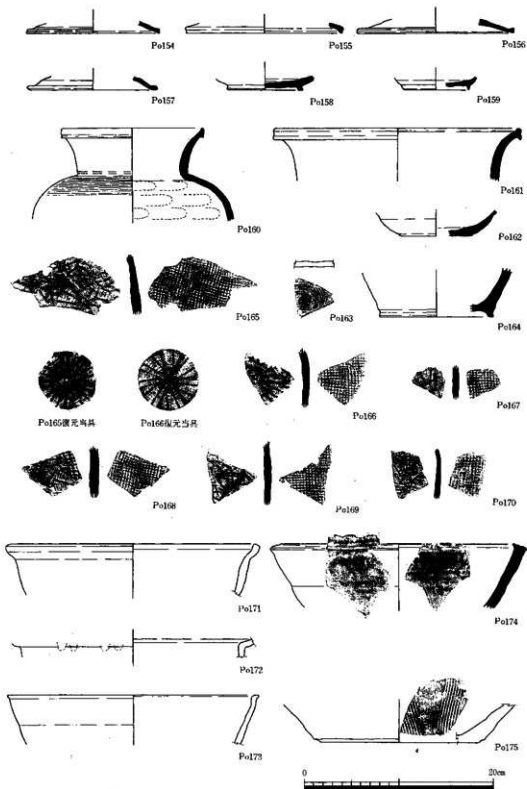 Po154
Po155
Po156
Po157
Po158
Po159
Po160
Po161
Po162
Po165
Po163
Po164
Po165復元当具
Po166復元当具
Po166
Po167
Po168
Po169
Po170
Po171
Po174
Po172
Po173
Po175
0 20cm